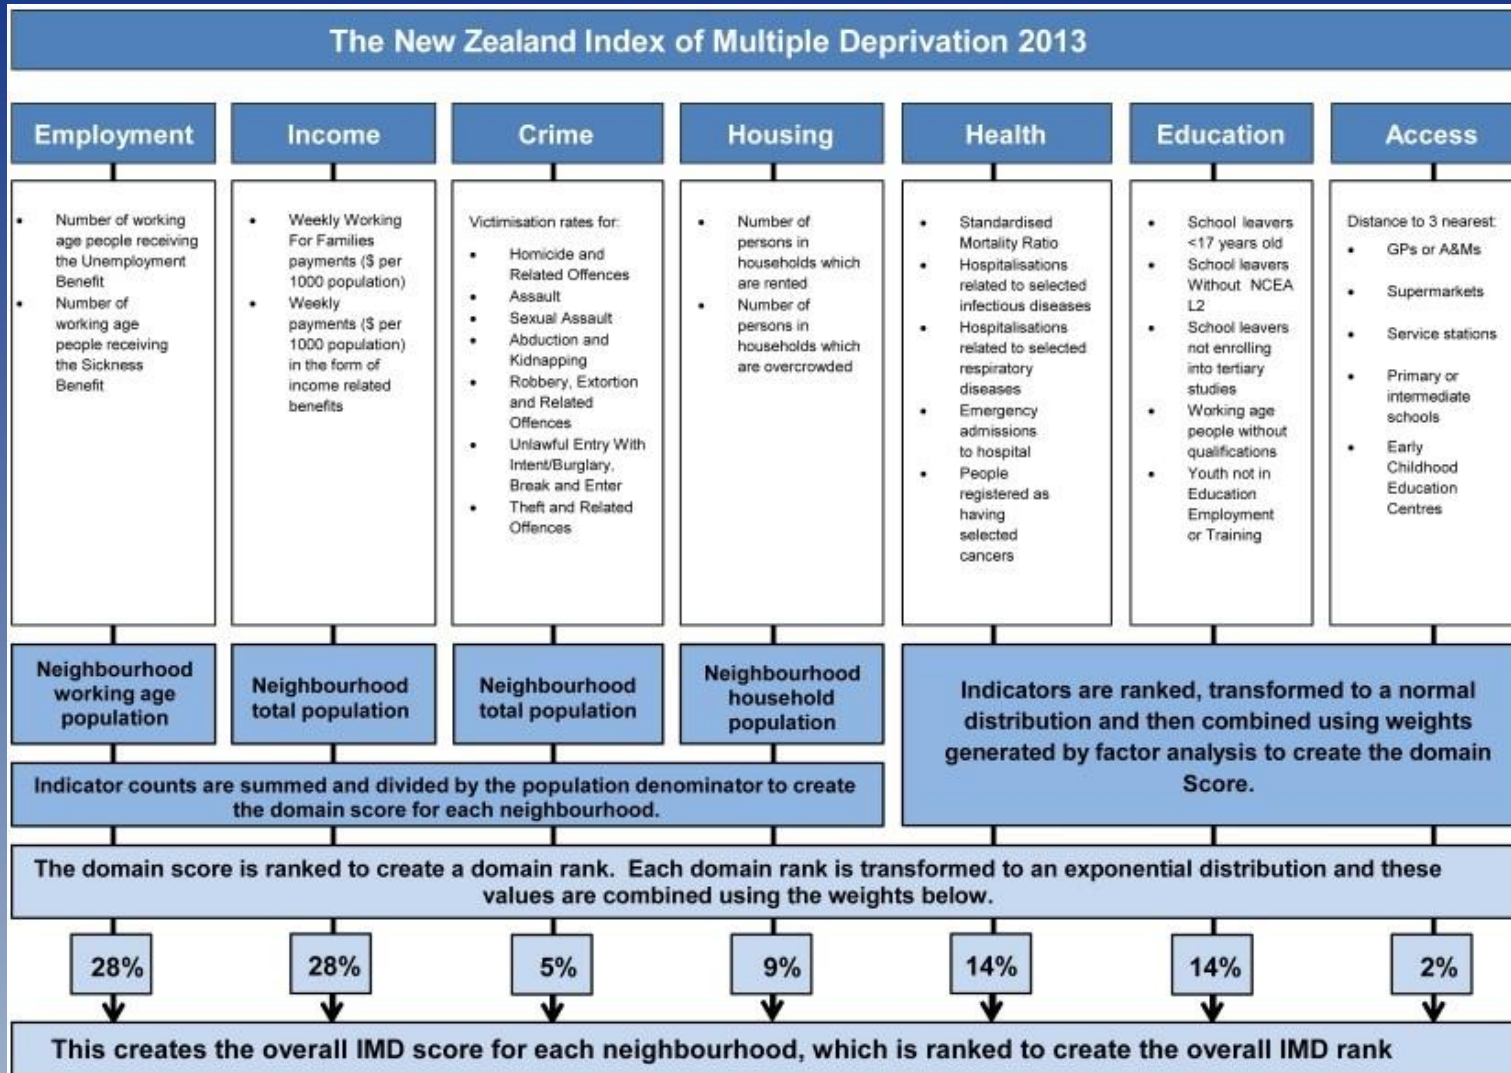 The New Zealand Index of Multiple Deprivation 2013
Employment
Income
Crime
Housing
Health
Education
Access
• Number of working
age people receiving
the Unemployment
Benefit
• Number of
working age
people receiving
the Sickness
Benefit
• Weekly Working
For Families
payments ($ per
1000 population)
• Weekly
payments ($ per
1000 population)
in the form of
income related
benefits
Victimisation rates for:
• Homicide and
Related Offences
• Assault
• Sexual Assault
• Abduction and
Kidnapping
• Robbery, Extortion
and Related
Offences
• Unlawful Entry With
Intent/Burglary,
Break and Enter
• Theft and Related
Offences
• Number of
persons in
households which
are rented
• Number of
persons in
households which
are overcrowded
• Standardised
Mortality Ratio
• Hospitalisations
related to selected
infectious diseases
• Hospitalisations
related to selected
respiratory
diseases
• Emergency
admissions
to hospital
• People
registered as
having
selected
cancers
• School leavers
<17 years old
• School leavers
Without NCEA
L2
• School leavers
not enrolling
into tertiary
studies
• Working age
people without
qualifications
• Youth not in
Education
Employment
or Training
Distance to 3 nearest:
• GPs or A&Ms
• Supermarkets
• Service stations
• Primary or
intermediate
schools
• Early
Childhood
Education
Centres
Neighbourhood
working age
population
Neighbourhood
total population
Neighbourhood
total population
Neighbourhood
household
population
Indicators are ranked, transformed to a normal
distribution and then combined using weights
generated by factor analysis to create the domain
Score.
Indicator counts are summed and divided by the population denominator to create
the domain score for each neighbourhood.
The domain score is ranked to create a domain rank. Each domain rank is transformed to an exponential distribution and these
values are combined using the weights below.
28%
28%
5%
9%
14%
14%
2%
This creates the overall IMD score for each neighbourhood, which is ranked to create the overall IMD rank